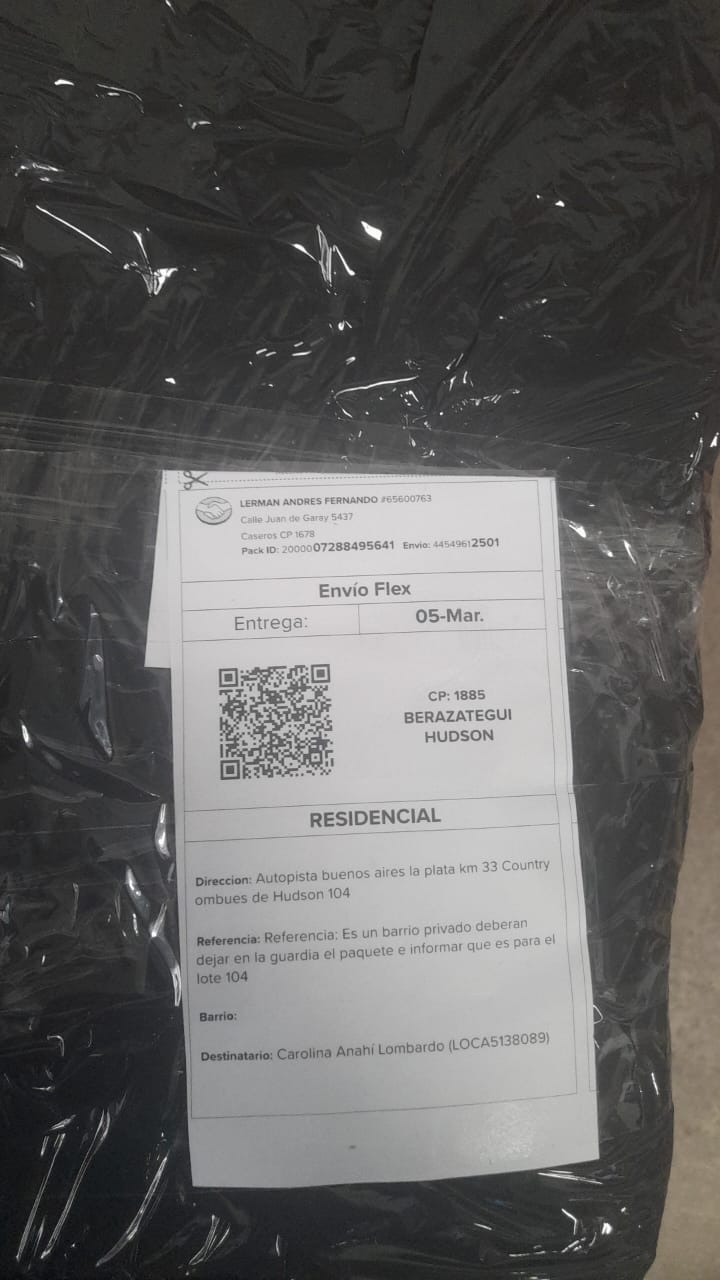 LERMAN ANDRES FERNANDO #65600763
Calle Juan de Garay 5437
Caseros CP 1678
Pack ID: 2000007288495641 Envio: 44549612501
Envío Flex
Entrega: 05-Mar.
CP: 1885
BERAZATEGUI
HUDSON
RESIDENCIAL
Direccion: Autopista buenos aires la plata km 33 Country
ombues de Hudson 104
Referencia: Referencia: Es un barrio privado deberan
dejar en la guardia el paquete e informar que es para el
lote 104
Barrio:
Destinatario: Carolina Anahí Lombardo (LOCA5138089)